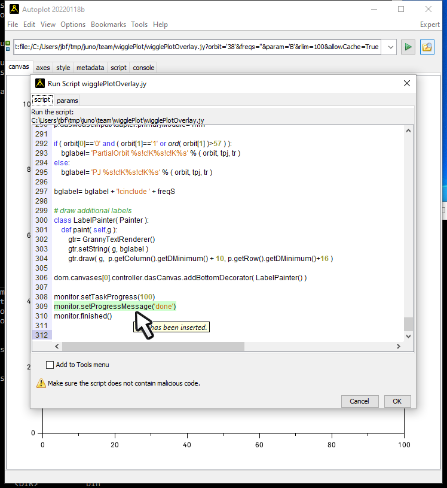 Autoplot 20220118b
File Edit View Options Bookmarks Tools Help Expert
t:file:/C:/Users/jbf/tmp/juno/team/wigglePlot/wigglePlotOverlay.jy?orbit='38'&freqs=''&param='B'&rlim=100&allowCache=True
canvas axes style metadata script console
Run Script wigglePlotOverlay.jy
script params
Run the script:
C:\Users\jbf\tmp\juno\team\wigglePlot\wigglePlotOverlay.jy
291
292 if ( orbit[0]=='0' and ( orbit[1]=='1' or ord( orbit[1] )>57 ) ):
293 bglabel= 'PartialOrbit %s!c!K%s!c!K%s' % ( orbit, tpj, tr )
294 else:
295 bglabel= 'PJ %s!c!K%s!c!K%s' % ( orbit, tpj, tr )
296
297 bglabel= bglabel + '!cinclude ' + freqS
298
299 # draw additional labels
300 class LabelPainter( Painter ):
301 def paint( self,g ):
302 gtr= GrannyTextRenderer()
303 gtr.setString( g, bglabel )
304 gtr.draw( g, p.getColumn().getDMinimum() + 10, p.getRow().getDMinimum()+16 )
305
306 dom.canvases[0].controller.dasCanvas.addBottomDecorator( LabelPainter() )
307
308 monitor.setTaskProgress(100)
309 monitor.setProgressMessage('done')
310 monitor.finished()
311 has been inserted.
312
Add to Tools menu
Make sure the script does not contain malicious code.
Cancel OK
0
0 20 40 60 80 100